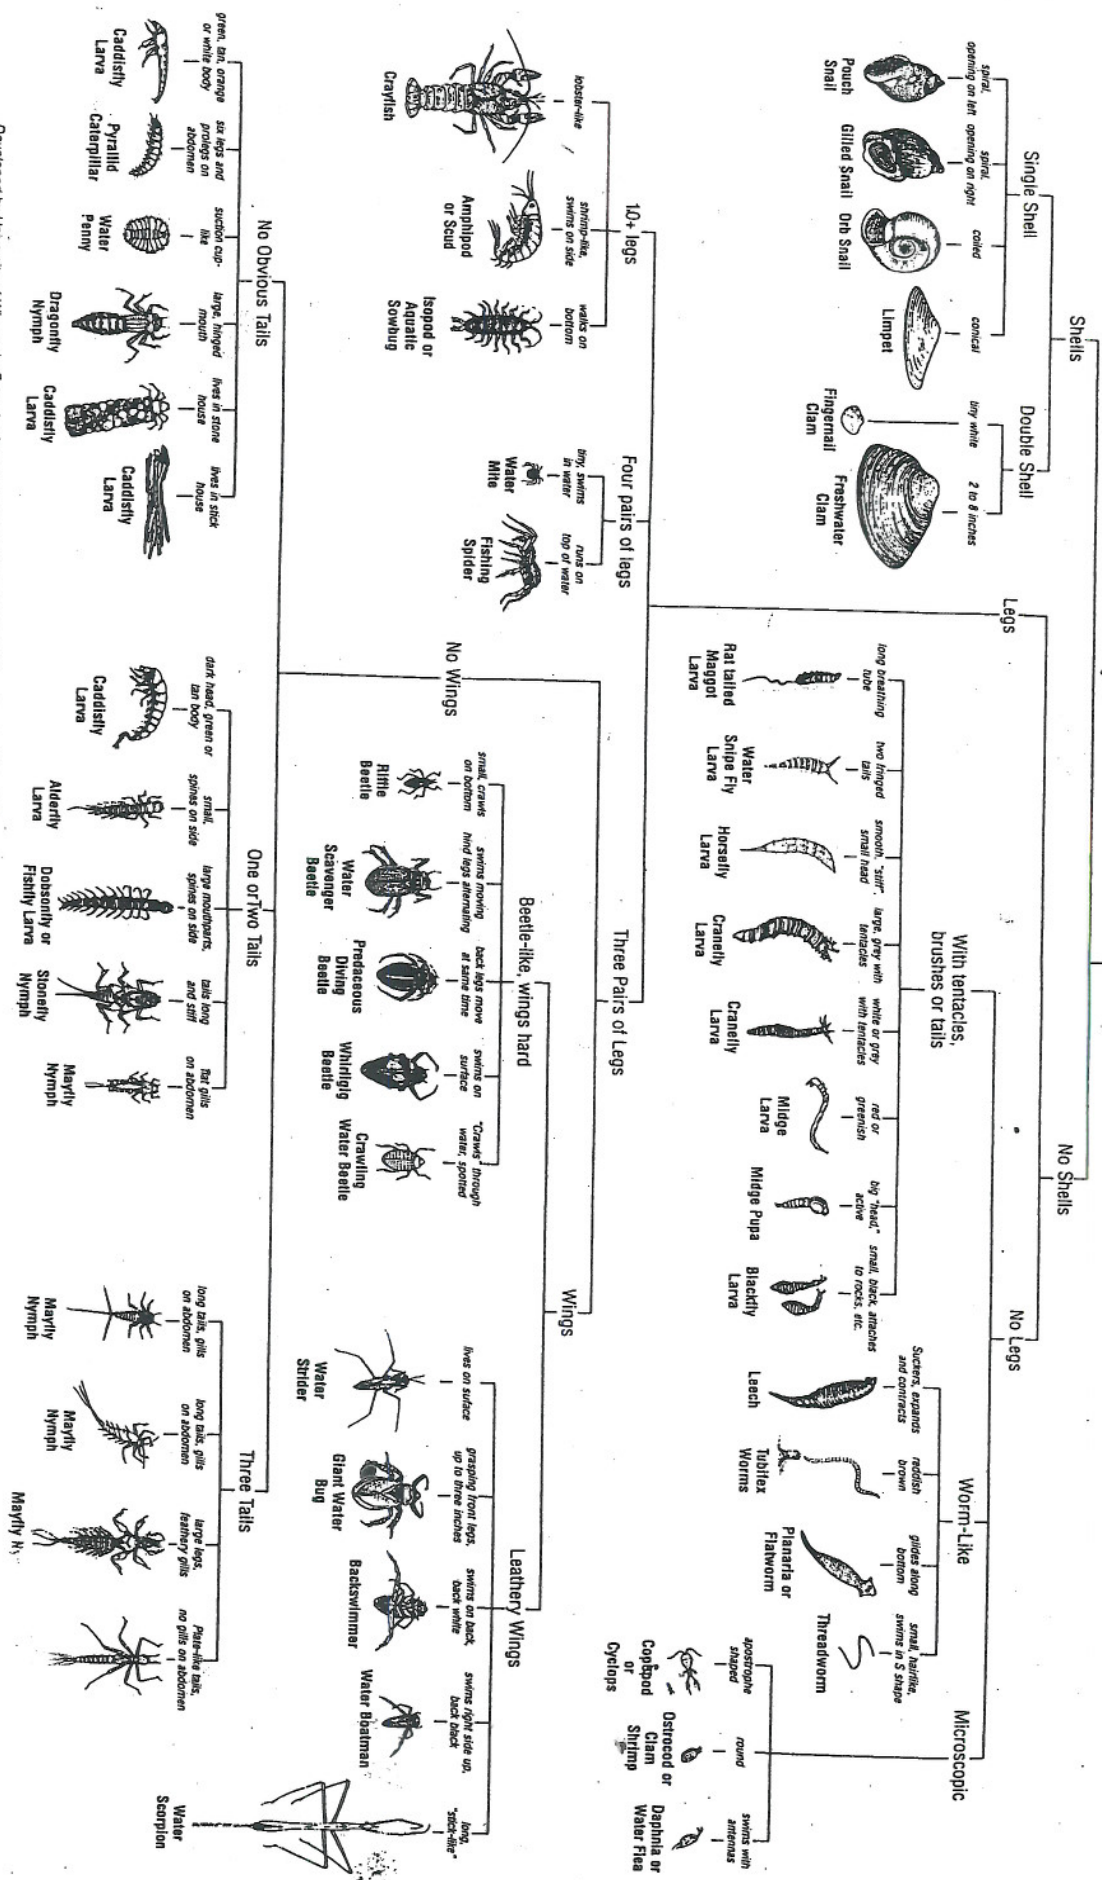 Shells
No Shells
Single Shell
Double Shell
spiral,
opening on left
Pouch
Snail
spiral,
opening on right
Gilled Snail
coiled
Orb Snail
conical
Limpet
tiny white
Fingernail
Clam
2 to 8 inches
Freshwater
Clam
Legs
No Legs
With tentacles,
brushes or tails
long breathing
tube
Rat tailed
Maggot
Larva
two fringed
tails
Water
Snipe Fly
Larva
smooth, "stiff",
small head
Horsefly
Larva
large, grey with
tentacles
Cranefly
Larva
white or grey
with tentacles
Cranefly
Larva
red or
greenish
Midge
Larva
big "head,"
active
Midge Pupa
small, black, attaches
to rocks, etc.
Blackfly
Larva
Worm-Like
Suckers, expands
and contracts
Leech
raddish
brown
Tubifex
Worms
glides along
bottom
Planaria or
Flatworm
small, hairlike,
swims in S shape
Threadworm
Microscopic
apostrophe
shaped
Copepod
or
Cyclops
round
Ostrocod or
Clam
Shrimp
swims with
antennas
Daphnia or
Water Flea
10+ legs
lobster-like
Crayfish
shrimp-like,
swims on side
Amphipod
or Scud
walks on
bottom
Isopod or
Aquatic
Sowbug
Four pairs of legs
tiny, swims
in water
Water
Mite
runs on
top of water
Fishing
Spider
Three Pairs of Legs
No Wings
Wings
Beetle-like, wings hard
small, crawls
on bottom
Riffle
Beetle
swims moving
hind legs alternating
Water
Scavenger
Beetle
back legs move
at same time
Predaceous
Diving
Beetle
swims on
surface
Whirligig
Beetle
"Crawls" through
water, spotted
Crawling
Water Beetle
Leathery Wings
lives on suface
Water
Strider
grasping front legs,
up to three inches
Giant Water
Bug
swims on back,
back white
Backswimmer
swims right side up,
back black
Water Boatman
long,
"stick-like"
Water
Scorpion
No Obvious Tails
green, tan, orange
or white body
Caddisfly
Larva
six legs and
prolegs on
abdomen
Pyrallid
Caterpillar
suction cup-
like
Water
Penny
large, hinged
mouth
Dragonfly
Nymph
lives in stone
house
Caddisfly
Larva
lives in stick
house
Caddisfly
Larva
One or Two Tails
dark head, green or
tan body
Caddisfly
Larva
small,
spines on side
Alderfly
Larva
large mouthparts,
spines on side
Dobsonfly or
Fishfly Larva
tails long
and stiff
Stonefly
Nymph
flat gills
on abdomen
Mayfly
Nymph
Three Tails
long tails, gills
on abdomen
Mayfly
Nymph
long tails, gills
on abdomen
Mayfly
Nymph
large legs,
feathery gills
Mayfly Ny
Plate-like tails,
no gills on abdomen
Developed by University of